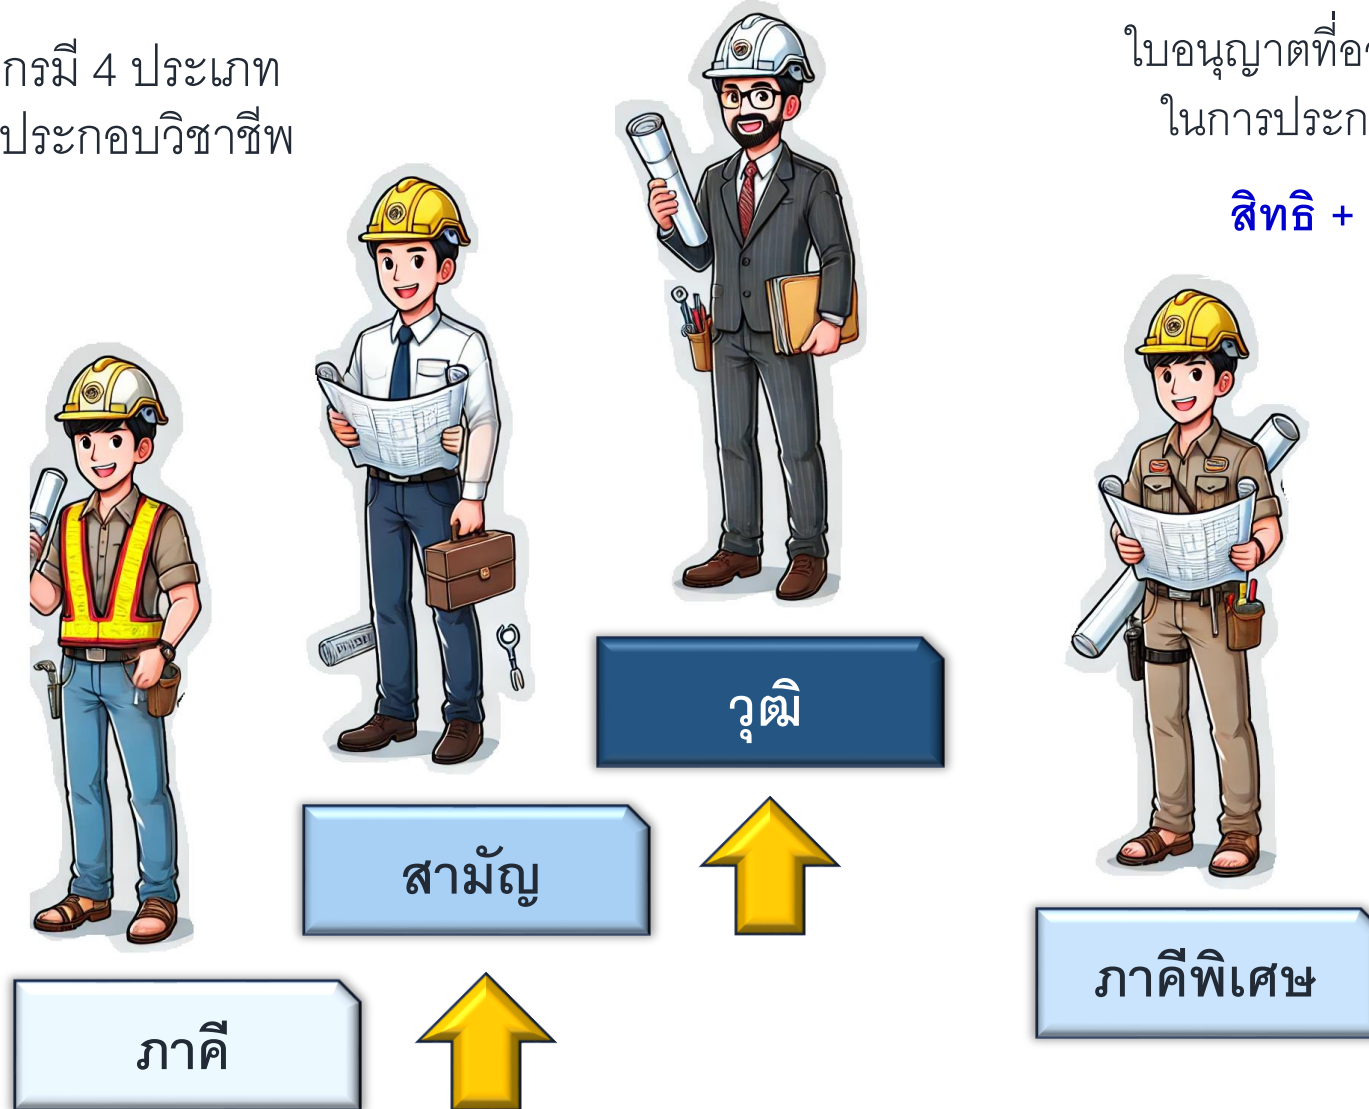 กรมี 4 ประเภท
ประกอบวิชาชีพ
ใบอนุญาตที่อ
ในการประก
สิทธิ +
วุฒิ
สามัญ
ภาคีพิเศษ
ภาคี